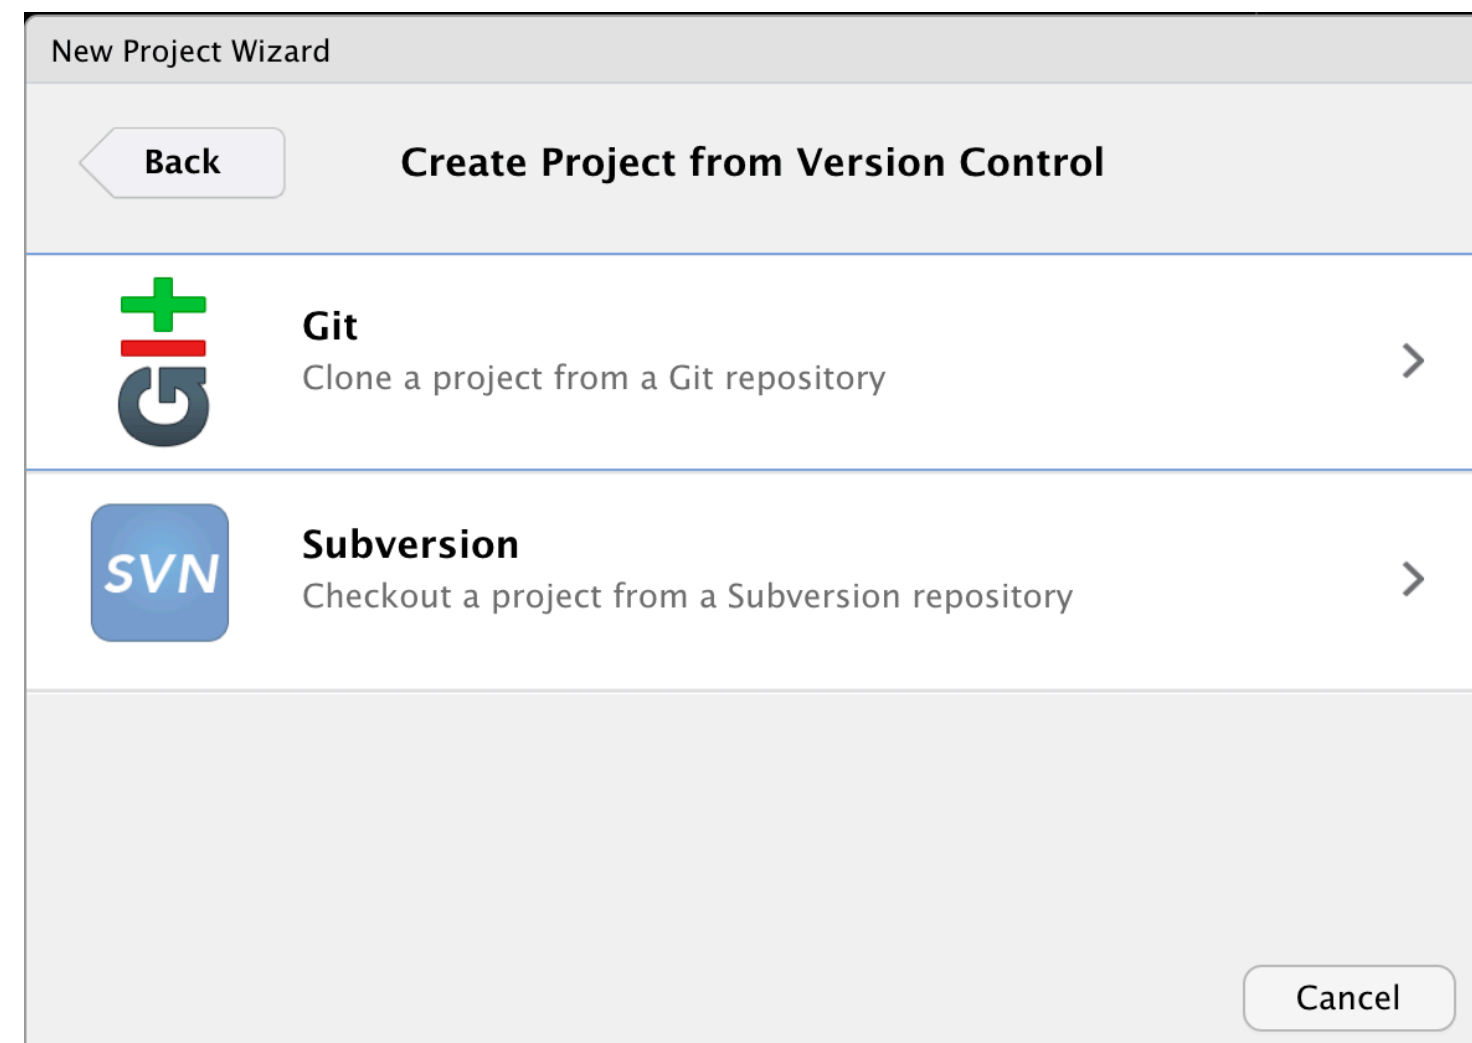 New Project Wizard
Back
Create Project from Version Control
Git
Git
Clone a project from a Git repository
SVN
Subversion
Checkout a project from a Subversion repository
Cancel